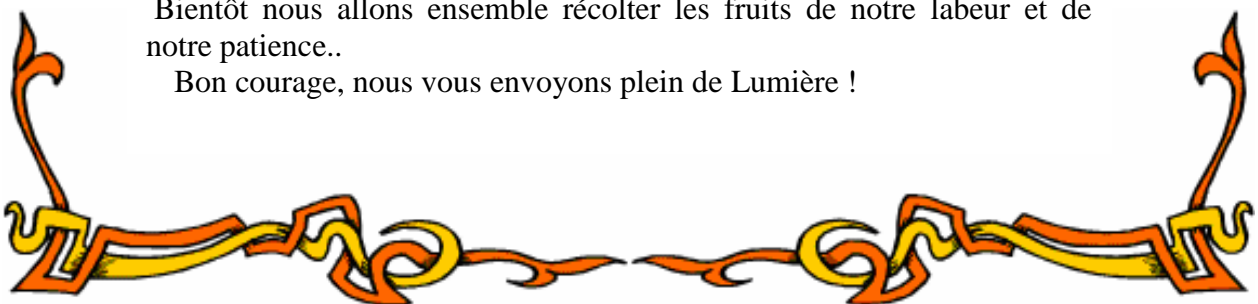 Bientôt nous allons ensemble récolter les fruits de notre labeur et de
notre patience..
Bon courage, nous vous envoyons plein de Lumière !